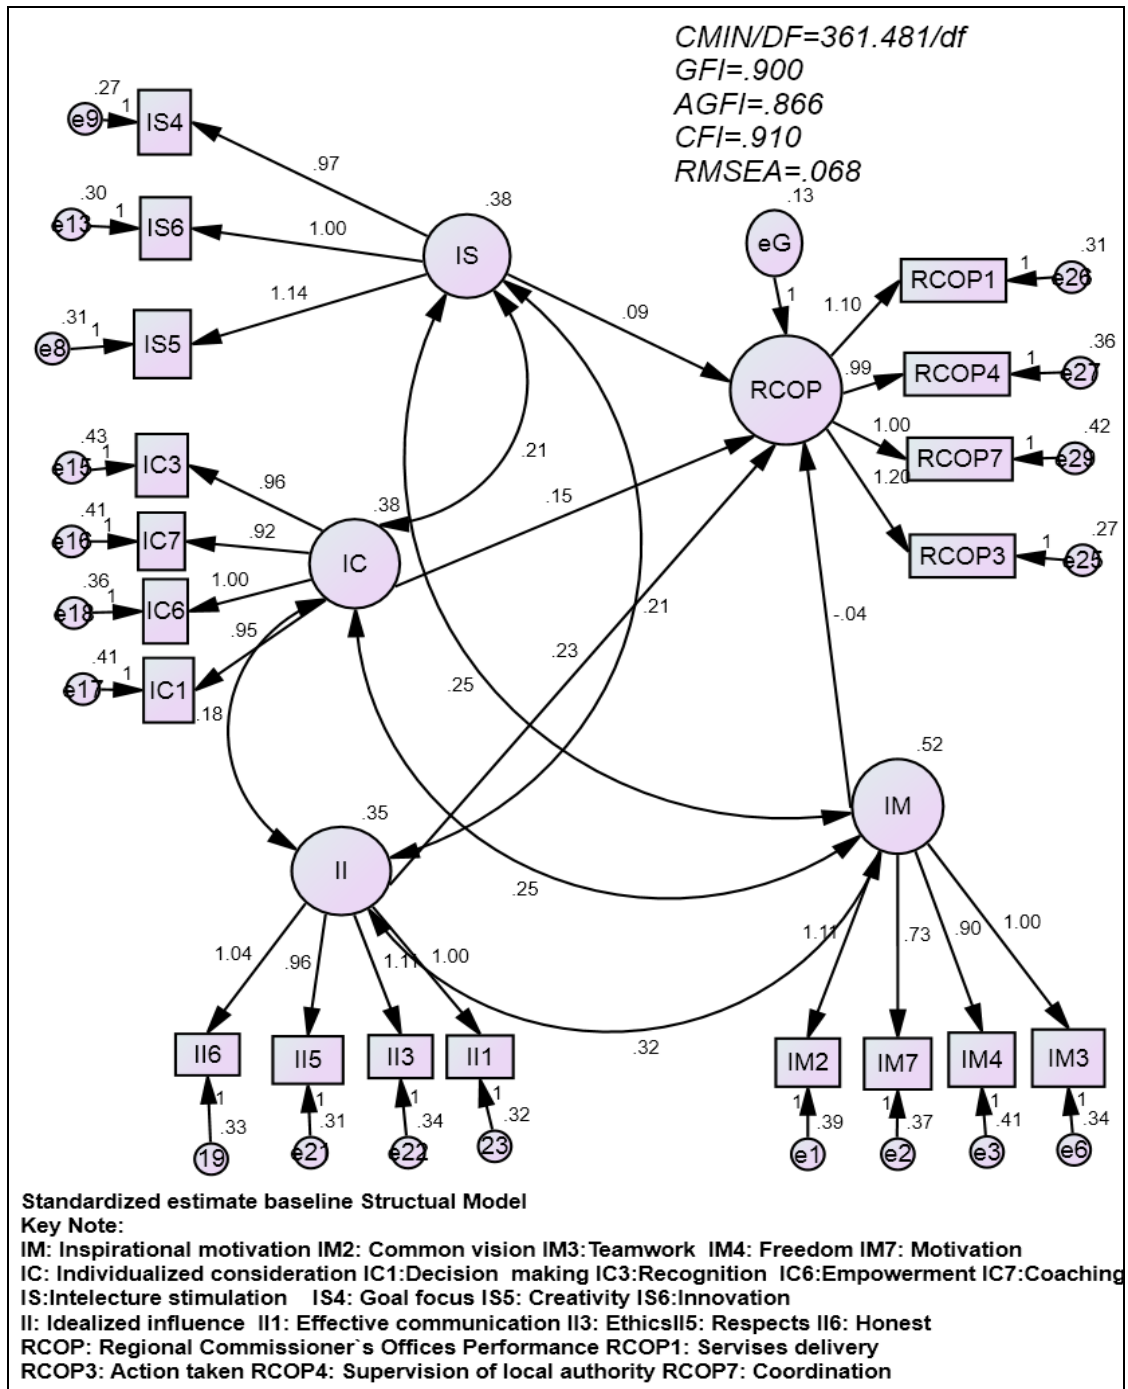 CMIN/DF=361.481/df
GFI=.900
AGFI=.866
CFI=.910
RMSEA=.068
.27
e9
1
IS4
.97
.30
e13
1
IS6
1.00
.31
e8
1
IS5
1.14
.38
IS
.13
eG
1
.09
RCOP
1.10
RCOP1
1
.31
e26
.99
RCOP4
1
.36
e27
1.00
RCOP7
1
.42
e29
1.20
RCOP3
1
.27
e25
.43
e15
1
IC3
.96
.41
e16
1
IC7
.92
.36
e18
1
IC6
1.00
.41
e17
1
IC1
.95
.38
IC
.21
.15
.21
.23
.25
-.04
.18
.52
IM
.35
II
.25
.32
1.04
.96
1.11
1.00
1.11
.73
.90
1.00
II6
II5
II3
II1
IM2
IM7
IM4
IM3
1
.33
1
.31
1
.34
1
.32
1
.39
1
.37
1
.41
1
.34
19
e21
e22
23
e1
e2
e3
e6
Standardized estimate baseline Structual Model
Key Note:
IM: Inspirational motivation IM2: Common vision IM3:Teamwork IM4: Freedom IM7: Motivation
IC: Individualized consideration IC1:Decision making IC3:Recognition IC6:Empowerment IC7:Coaching
IS:Intelecture stimulation IS4: Goal focus IS5: Creativity IS6:Innovation
II: Idealized influence II1: Effective communication II3: EthicsII5: Respects II6: Honest
RCOP: Regional Commissioner`s Offices Performance RCOP1: Servises delivery
RCOP3: Action taken RCOP4: Supervision of local authority RCOP7: Coordination